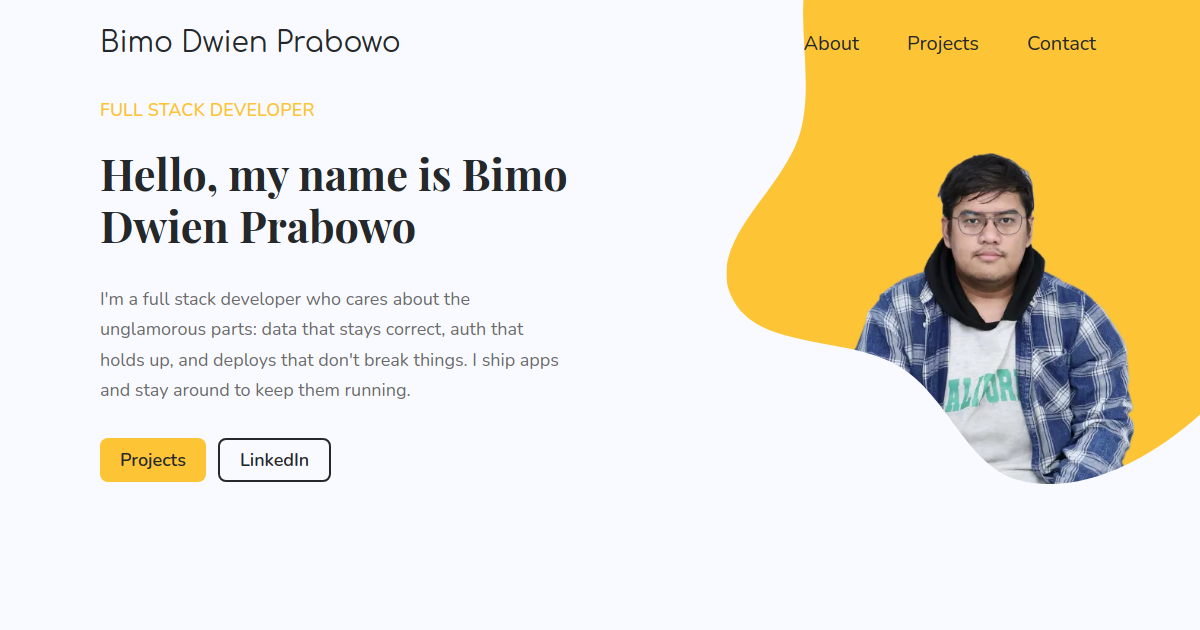 Bimo Dwien Prabowo
About Projects Contact
FULL STACK DEVELOPER
Hello, my name is Bimo
Dwien Prabowo
I'm a full stack developer who cares about the
unglamorous parts: data that stays correct, auth that
holds up, and deploys that don't break things. I ship apps
and stay around to keep them running.
Projects LinkedIn